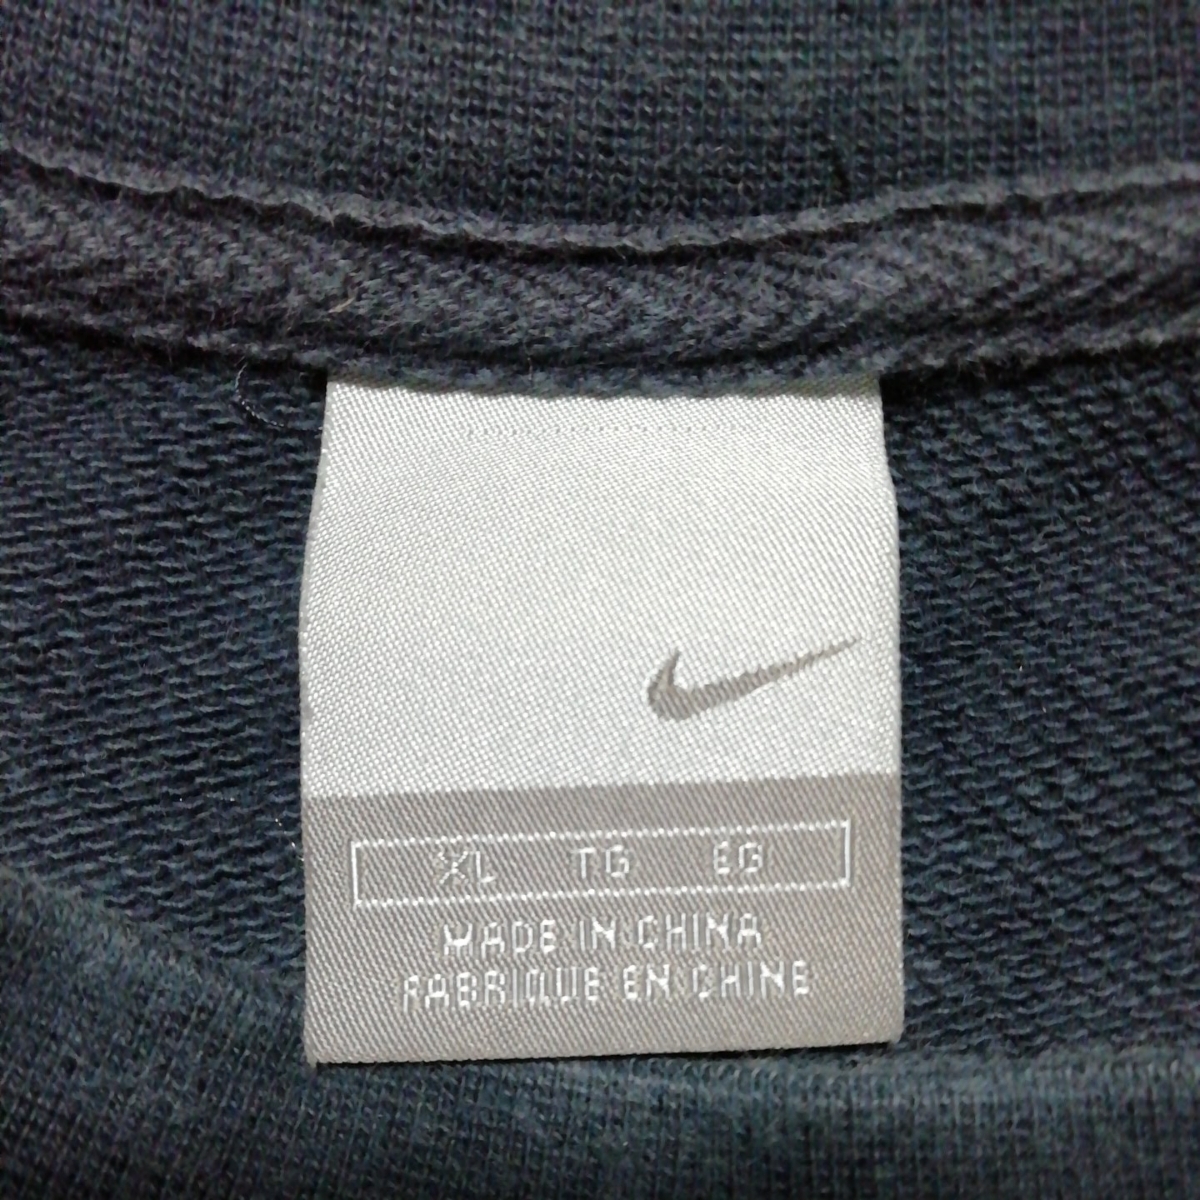 XL TG EG
MADE IN CHINA
FABRIQUE EN CHINE